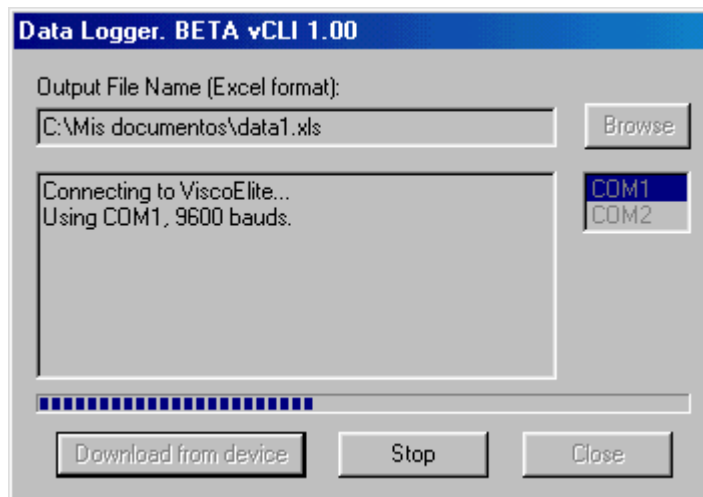 Data Logger. BETA vCLI 1.00
Output File Name (Excel format):
C:\Mis documentos\data1.xls
Browse
Connecting to ViscoElite...
Using COM1, 9600 bauds.
COM1
COM2
Download from device
Stop
Close